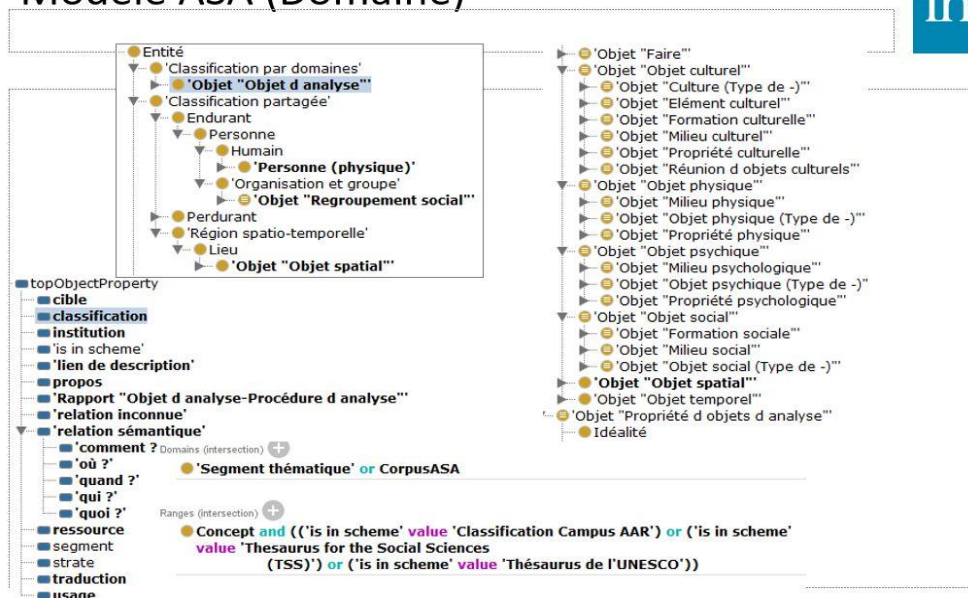 Modèle ASA (Domaine)
in
Entité
'Classification par domaines'
'Objet "Objet d analyse"'
'Classification partagée'
Endurant
Personne
Humain
'Personne (physique)'
'Organisation et groupe'
'Objet "Regroupement social"'
Perdurant
'Région spatio-temporelle'
Lieu
'Objet "Objet spatial"'
'Objet "Faire"'
'Objet "Objet culturel"'
'Objet "Culture (Type de -)"'
'Objet "Elément culturel"'
'Objet "Formation culturelle"'
'Objet "Milieu culturel"'
'Objet "Propriété culturelle"'
'Objet "Réunion d objets culturels"'
'Objet "Objet physique"'
'Objet "Milieu physique"'
'Objet "Objet physique (Type de -)"'
'Objet "Propriété physique"'
'Objet "Objet psychique"'
'Objet "Milieu psychologique"'
'Objet "Objet psychique (Type de -)"
'Objet "Propriété psychologique"'
'Objet "Objet social"'
'Objet "Formation sociale"'
'Objet "Milieu social"'
'Objet "Objet social (Type de -)"'
'Objet "Objet spatial"'
'Objet "Objet temporel"'
'Objet "Propriété d objets d analyse"'
Idéalité
topObjectProperty
cible
classification
institution
'is in scheme'
'lien de description'
propos
'Rapport "Objet d analyse-Procédure d analyse"'
'relation inconnue'
'relation sémantique'
'comment ?
'où ?'
'quand ?'
'qui ?'
'quoi ?'
ressource
segment
strate
traduction
usage
Domains (intersection)
'Segment thématique' or CorpusASA
Ranges (intersection)
Concept and (('is in scheme' value 'Classification Campus AAR') or ('is in scheme'
value 'Thesaurus for the Social Sciences
(TSS)') or ('is in scheme' value 'Thésaurus de l'UNESCO'))